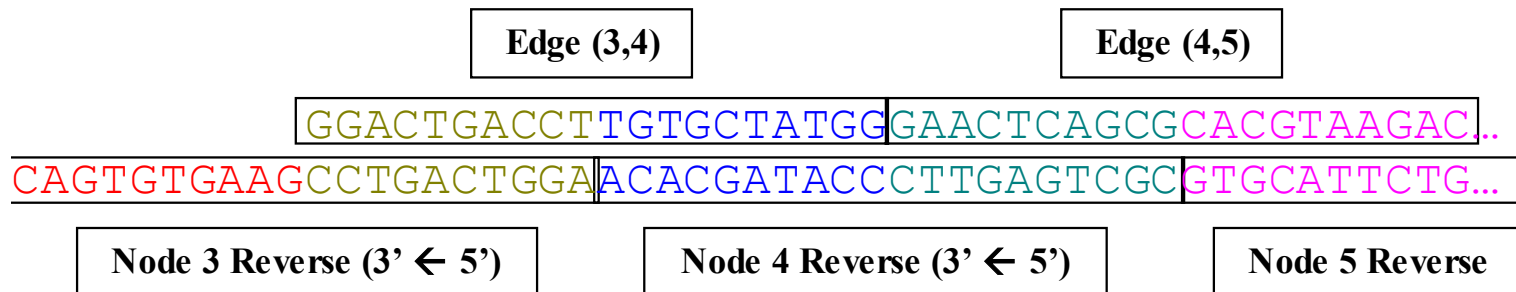 Edge (3,4) Edge (4,5)
GGACTGACCTTGTGCTATGGGAACTCAGCGCACGTAAGAC...
CAGTGTGAAGCCTGACTGGAACACGATACCCTTGAGTCGCGTGCATTCTG...
Node 3 Reverse (3’ ← 5’) Node 4 Reverse (3’ ← 5’) Node 5 Reverse